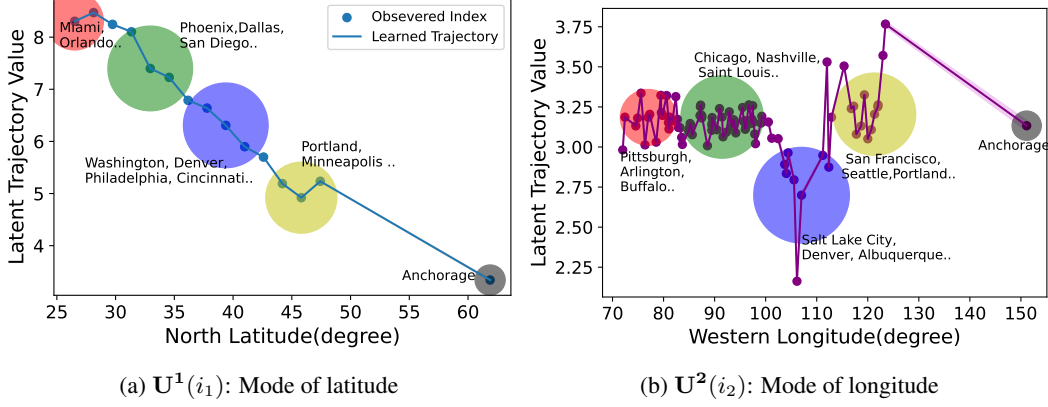 Latent Trajectory Value
8
7
6
5
4
25
30
35
40
45
50
55
60
North Latitude(degree)
Obsevered Index
Learned Trajectory
Miami,
Orlando..
Phoenix,Dallas,
San Diego..
Washington, Denver,
Philadelphia, Cincinnati..
Portland,
Minneapolis ..
Anchorage
(a) U¹(i₁): Mode of latitude
Latent Trajectory Value
3.75
3.50
3.25
3.00
2.75
2.50
2.25
70
80
90
100
110
120
130
140
150
Western Longitude(degree)
Chicago, Nashville,
Saint Louis..
Pittsburgh,
Arlington,
Buffalo..
San Francisco,
Seattle,Portland..
Salt Lake City,
Denver, Albuquerque..
Anchorage
(b) U²(i₂): Mode of longitude